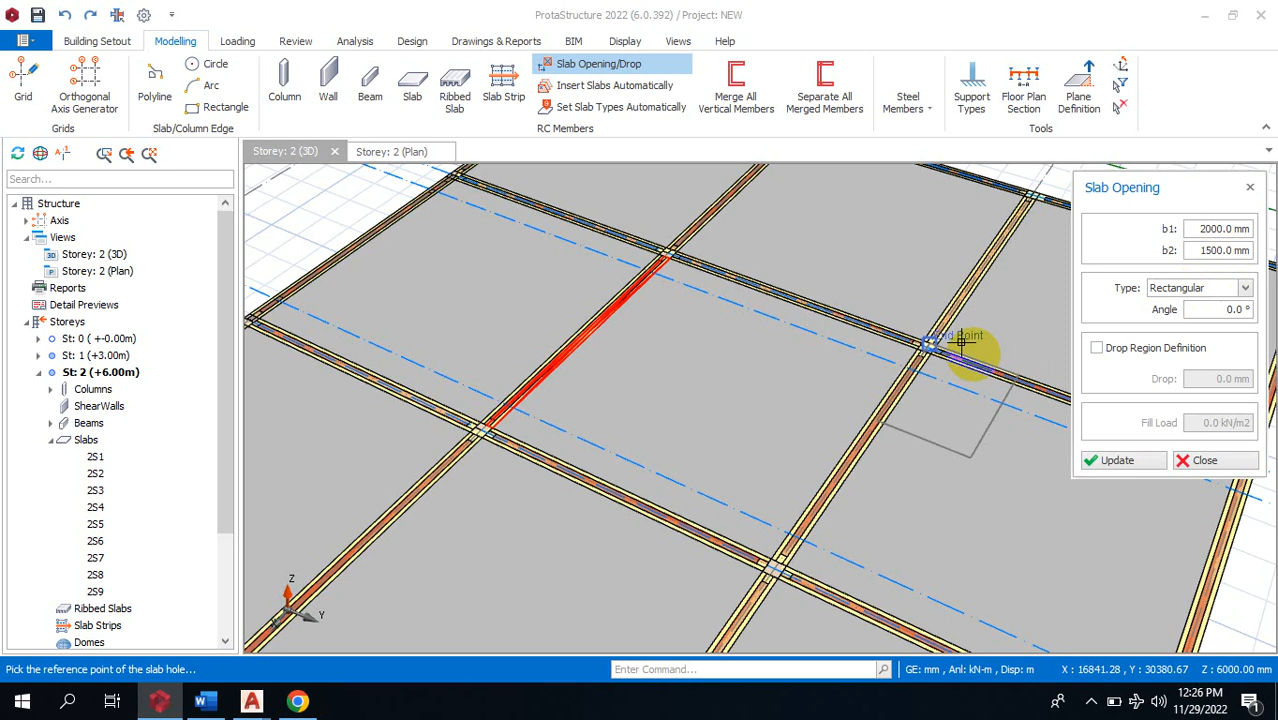 ProtaStructure 2022 (6.0.392) / Project: NEW
Building Setout
Modelling
Loading
Review
Analysis
Design
Drawings & Reports
BIM
Display
Views
Help
Grid
Orthogonal
Axis Generator
Grids
Polyline
Circle
Arc
Rectangle
Slab/Column Edge
Column
Wall
Beam
Slab
Ribbed
Slab
Slab Strip
Slab Opening/Drop
Insert Slabs Automatically
Set Slab Types Automatically
RC Members
Merge All
Vertical Members
Separate All
Merged Members
Steel
Members
Support
Types
Floor Plan
Section
Plane
Definition
Tools
Storey: 2 (3D)
Storey: 2 (Plan)
Search...
Structure
Axis
Views
3D Storey: 2 (3D)
P Storey: 2 (Plan)
Reports
Detail Previews
Storeys
St: 0 ( +-0.00m)
St: 1 (+3.00m)
St: 2 (+6.00m)
Columns
ShearWalls
Beams
Slabs
2S1
2S2
2S3
2S4
2S5
2S6
2S7
2S8
2S9
Ribbed Slabs
Slab Strips
Domes
End Point
Z
Y
Slab Opening
b1: 2000.0 mm
b2: 1500.0 mm
Type: Rectangular
Angle 0.0 °
Drop Region Definition
Drop: 0.0 mm
Fill Load 0.0 kN/m2
Update
Close
Pick the reference point of the slab hole...
Enter Command...
GE: mm , Anl: kN-m , Disp: m
X : 16841.28 , Y : 30380.67
Z: 6000.00 mm
12:26 PM
11/29/2022